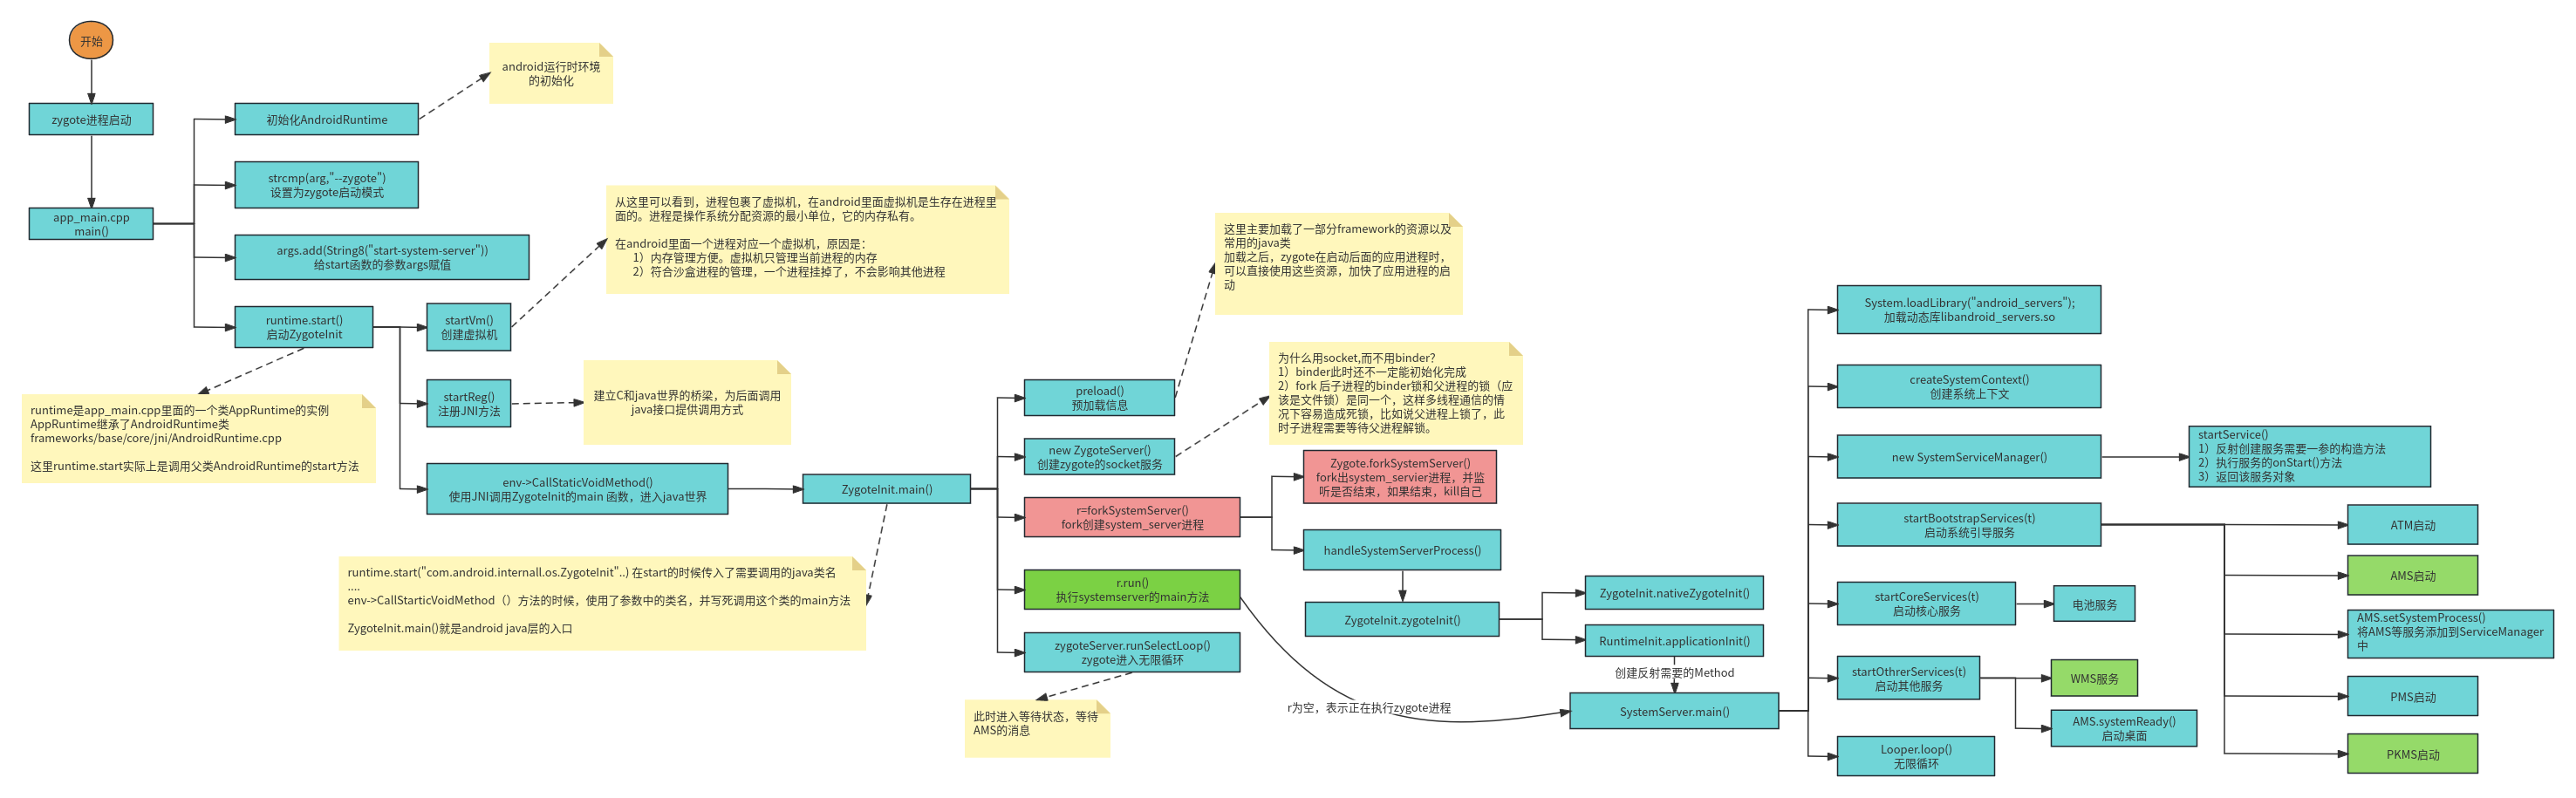 开始
zygote进程启动
app_main.cpp
main()
初始化AndroidRuntime
android运行时环境
的初始化
strcmp(arg,"--zygote")
设置为zygote启动模式
args.add(String8("start-system-server"))
给start函数的参数args赋值
runtime.start()
启动ZygoteInit
runtime是app_main.cpp里面的一个类AppRuntime的实例
AppRuntime继承了AndroidRuntime类
frameworks/base/core/jni/AndroidRuntime.cpp
这里runtime.start实际上是调用父类AndroidRuntime的start方法
startVm()
创建虚拟机
从这里可以看到，进程包裹了虚拟机，在android里面虚拟机是生存在进程里
面的。进程是操作系统分配资源的最小单位，它的内存私有。
在android里面一个进程对应一个虚拟机，原因是：
1）内存管理方便。虚拟机只管理当前进程的内存
2）符合沙盒进程的管理，一个进程挂掉了，不会影响其他进程
startReg()
注册JNI方法
建立C和java世界的桥梁，为后面调用
java接口提供调用方式
env->CallStaticVoidMethod()
使用JNI调用ZygoteInit的main 函数，进入java世界
ZygoteInit.main()
runtime.start("com.android.internall.os.ZygoteInit"..) 在start的时候传入了需要调用的java类名
....
env->CallStarticVoidMethod（）方法的时候，使用了参数中的类名，并写死调用这个类的main方法
ZygoteInit.main()就是android java层的入口
preload()
预加载信息
这里主要加载了一部分framework的资源以及
常用的java类
加载之后，zygote在启动后面的应用进程时，
可以直接使用这些资源，加快了应用进程的启
动
new ZygoteServer()
创建zygote的socket服务
为什么用socket,而不用binder？
1）binder此时还不一定能初始化完成
2）fork 后子进程的binder锁和父进程的锁（应
该是文件锁）是同一个，这样多线程通信的情
况下容易造成死锁，比如说父进程上锁了，此
时子进程需要等待父进程解锁。
r=forkSystemServer()
fork创建system_server进程
Zygote.forkSystemServer()
fork出system_servier进程，并监
听是否结束，如果结束，kill自己
handleSystemServerProcess()
ZygoteInit.zygoteInit()
ZygoteInit.nativeZygoteInit()
RuntimeInit.applicationInit()
创建反射需要的Method
r.run()
执行systemserver的main方法
r为空，表示正在执行zygote进程
zygoteServer.runSelectLoop()
zygote进入无限循环
此时进入等待状态，等待
AMS的消息
SystemServer.main()
System.loadLibrary("android_servers");
加载动态库libandroid_servers.so
createSystemContext()
创建系统上下文
new SystemServiceManager()
startService()
1）反射创建服务需要一参的构造方法
2）执行服务的onStart()方法
3）返回该服务对象
startBootstrapServices(t)
启动系统引导服务
ATM启动
AMS启动
AMS.setSystemProcess()
将AMS等服务添加到ServiceManager
中
PMS启动
PKMS启动
startCoreServices(t)
启动核心服务
电池服务
startOthrerServices(t)
启动其他服务
WMS服务
AMS.systemReady()
启动桌面
Looper.loop()
无限循环